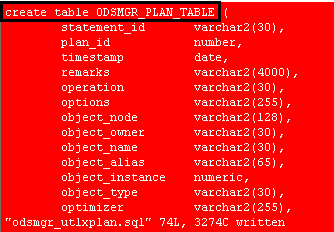 create table ODSMGR_PLAN_TABLE (
statement_id varchar2(30),
plan_id number,
timestamp date,
remarks varchar2(4000),
operation varchar2(30),
options varchar2(255),
object_node varchar2(128),
object_owner varchar2(30),
object_name varchar2(30),
object_alias varchar2(65),
object_instance numeric,
object_type varchar2(30),
optimizer varchar2(255),
"odsmgr_utlxplan.sql" 74L, 3274C written